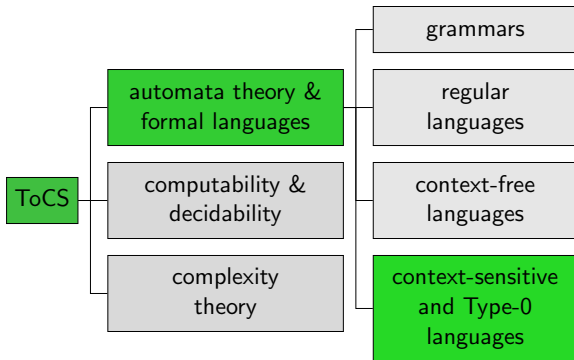 ToCS
automata theory &
formal languages
computability &
decidability
complexity
theory
grammars
regular
languages
context-free
languages
context-sensitive
and Type-0
languages